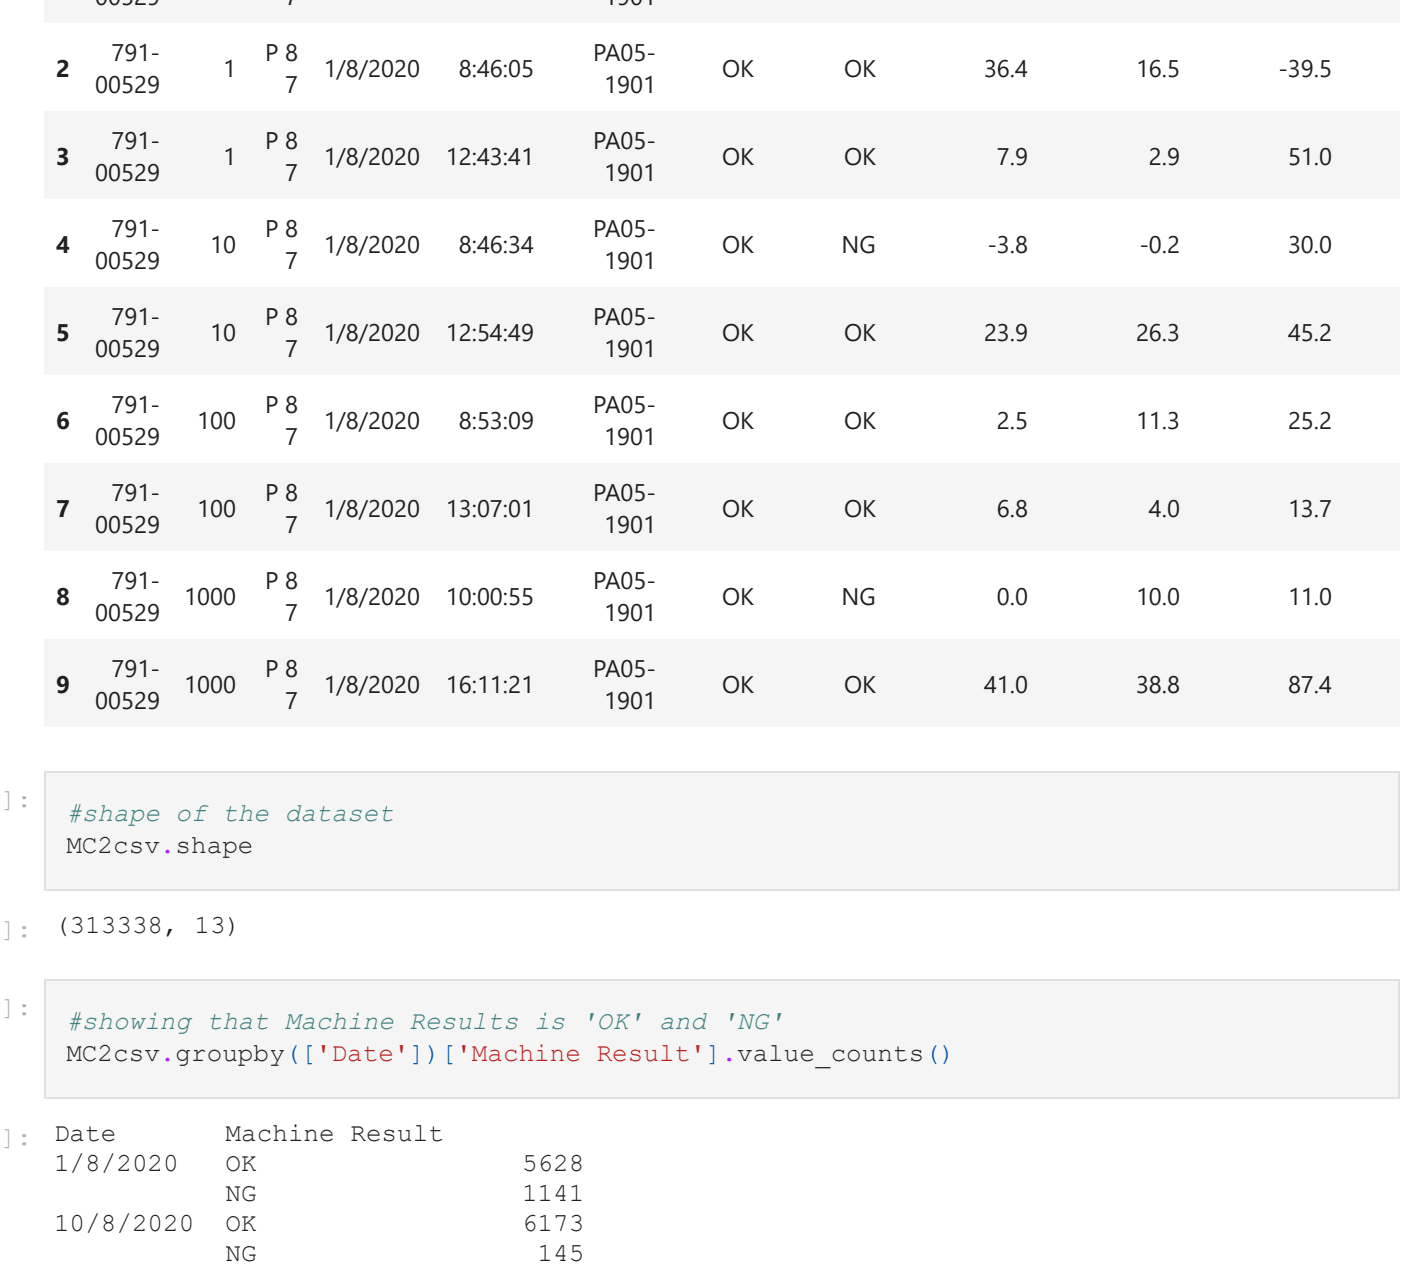 00529 7 1901
2 791- 1 P 8 1/8/2020 8:46:05 PA05- OK OK 36.4 16.5 -39.5
00529 7 1901
3 791- 1 P 8 1/8/2020 12:43:41 PA05- OK OK 7.9 2.9 51.0
00529 7 1901
4 791- 10 P 8 1/8/2020 8:46:34 PA05- OK NG -3.8 -0.2 30.0
00529 7 1901
5 791- 10 P 8 1/8/2020 12:54:49 PA05- OK OK 23.9 26.3 45.2
00529 7 1901
6 791- 100 P 8 1/8/2020 8:53:09 PA05- OK OK 2.5 11.3 25.2
00529 7 1901
7 791- 100 P 8 1/8/2020 13:07:01 PA05- OK OK 6.8 4.0 13.7
00529 7 1901
8 791- 1000 P 8 1/8/2020 10:00:55 PA05- OK NG 0.0 10.0 11.0
00529 7 1901
9 791- 1000 P 8 1/8/2020 16:11:21 PA05- OK OK 41.0 38.8 87.4
00529 7 1901
]: #shape of the dataset
MC2csv.shape
]: (313338, 13)
]: #showing that Machine Results is 'OK' and 'NG'
MC2csv.groupby(['Date'])['Machine Result'].value_counts()
]: Date Machine Result
1/8/2020 OK 5628
NG 1141
10/8/2020 OK 6173
NG 145